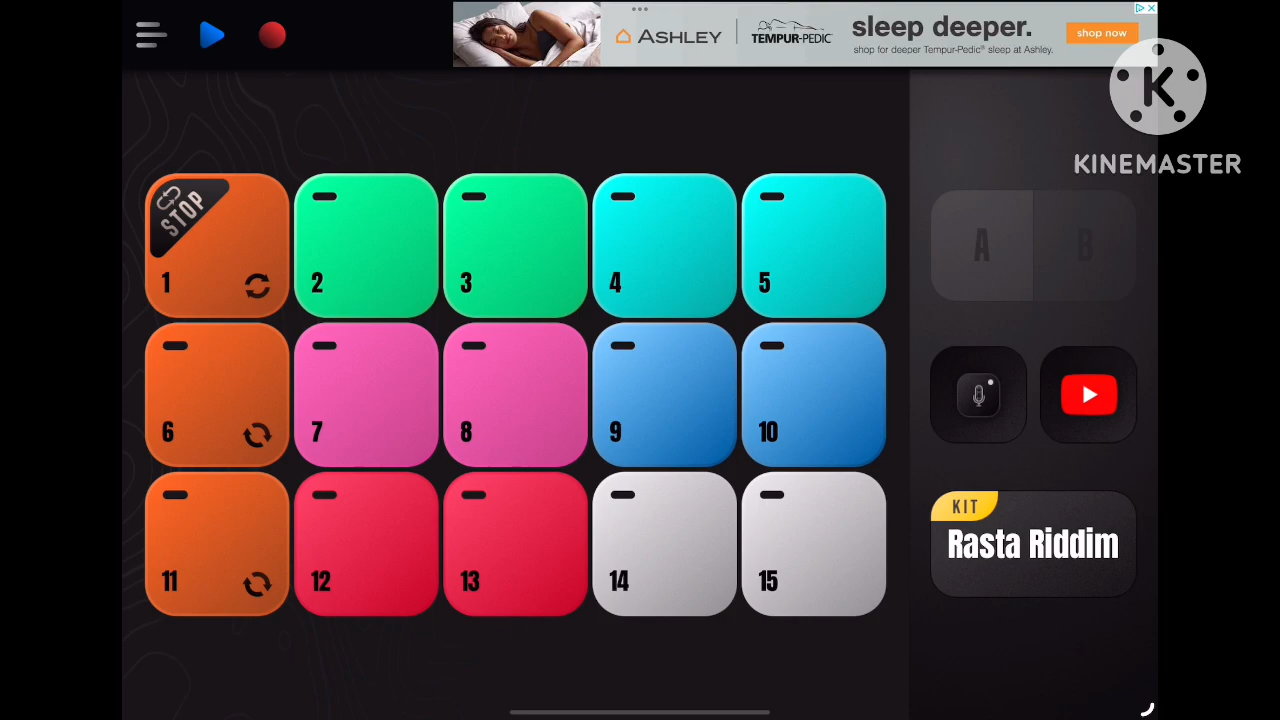 ASHLEY
TEMPUR-PEDIC®
sleep deeper.
shop for deeper Tempur-Pedic® sleep at Ashley.
shop now
K
KINEMASTER
STOP
1
2
3
4
5
A
B
6
7
8
9
10
KIT
Rasta Riddim
11
12
13
14
15